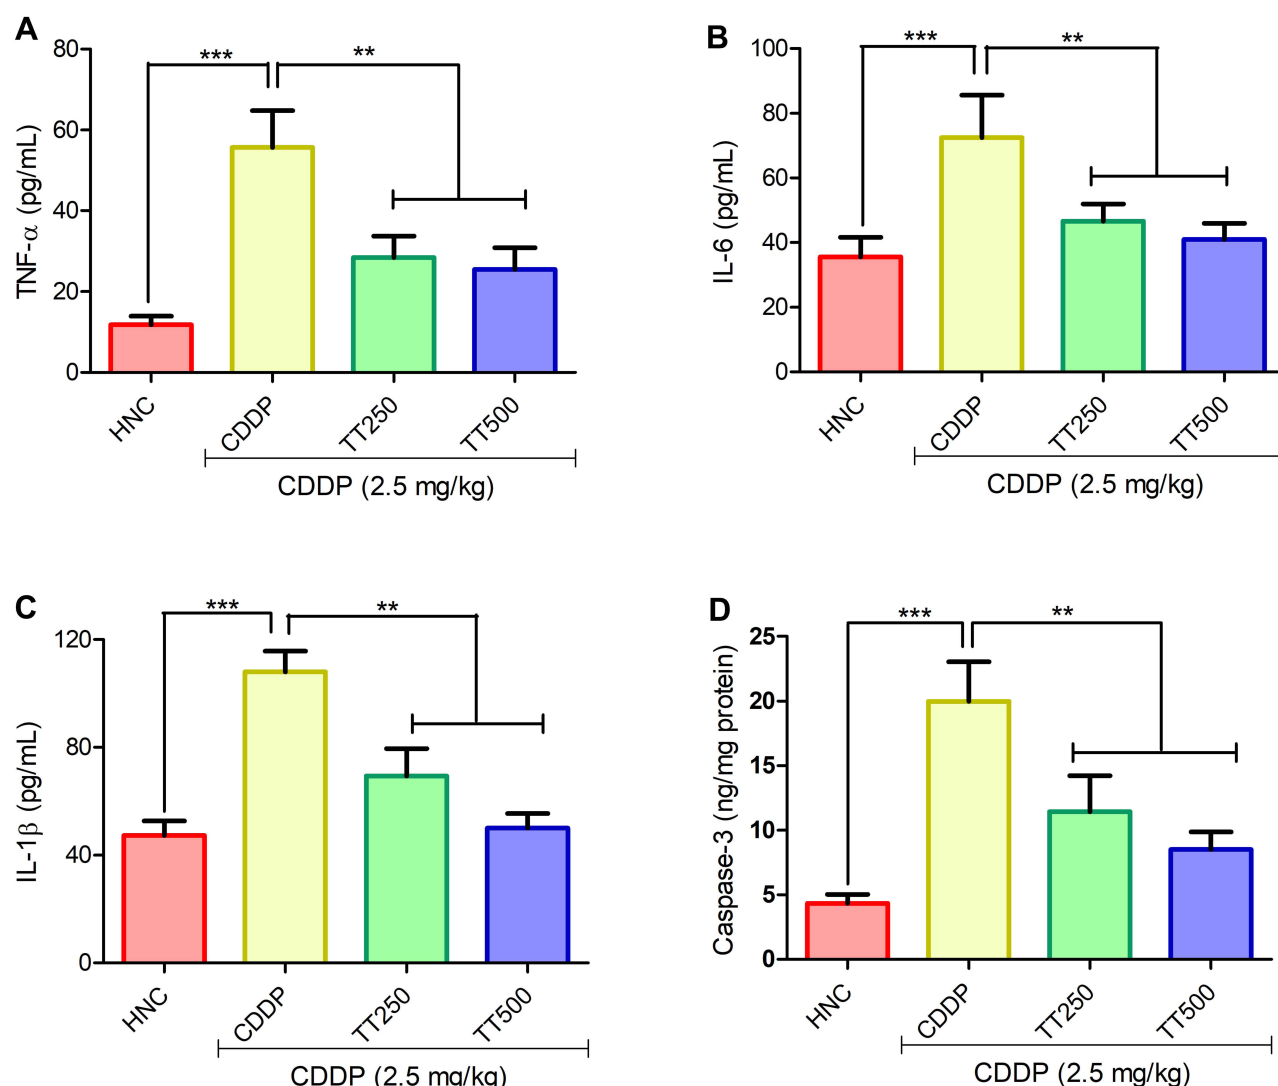 A
80
60
40
20
0
TNF-α (pg/mL)
***
**
HNC
CDDP
TT250
TT500
CDDP (2.5 mg/kg)
B
100
80
60
40
20
0
IL-6 (pg/mL)
***
**
HNC
CDDP
TT250
TT500
CDDP (2.5 mg/kg)
C
120
80
40
0
IL-1β (pg/mL)
***
**
HNC
CDDP
TT250
TT500
CDDP (2.5 mg/kg)
D
25
20
15
10
5
0
Caspase-3 (ng/mg protein)
***
**
HNC
CDDP
TT250
TT500
CDDP (2.5 mg/kg)